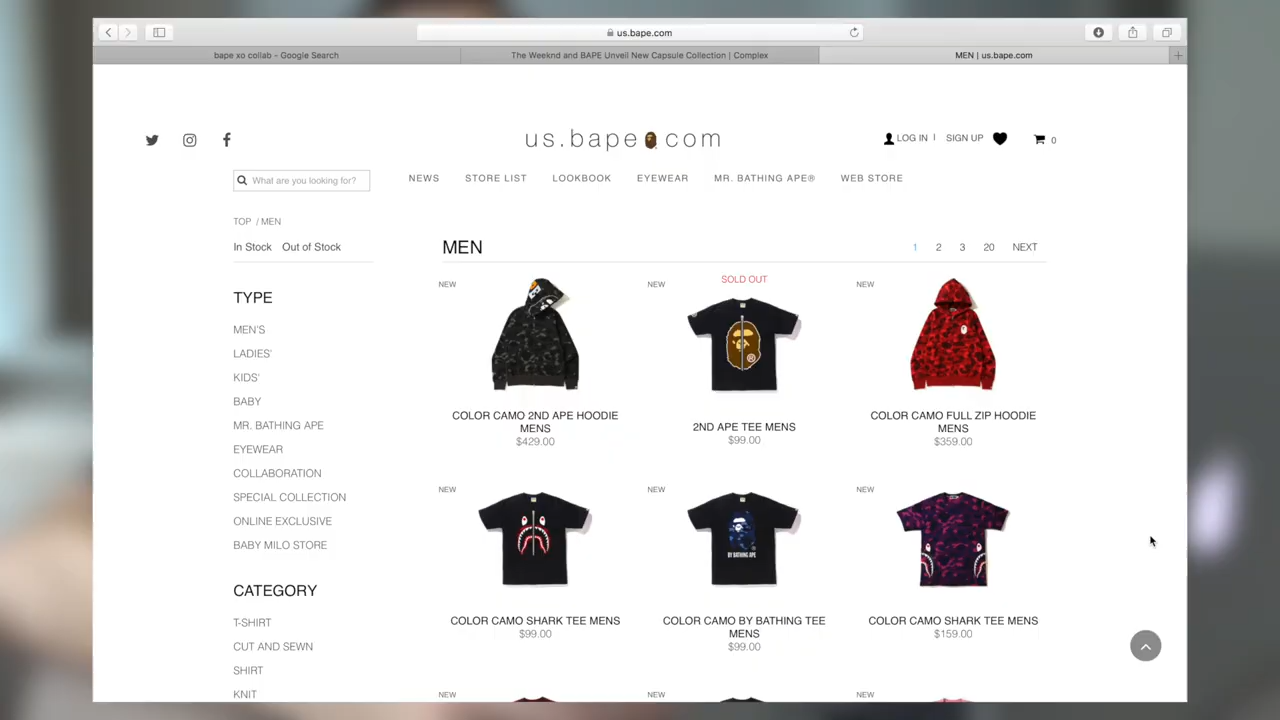 us.bape.com
bape xo collab - Google Search
The Weeknd and BAPE Unveil New Capsule Collection | Complex
MEN | us.bape.com
us.bape.com
LOG IN |
SIGN UP
0
What are you looking for?
NEWS
STORE LIST
LOOKBOOK
EYEWEAR
MR. BATHING APE®
WEB STORE
TOP / MEN
In Stock
Out of Stock
MEN
1
2
3
20
NEXT
TYPE
MEN'S
LADIES'
KIDS'
BABY
MR. BATHING APE
EYEWEAR
COLLABORATION
SPECIAL COLLECTION
ONLINE EXCLUSIVE
BABY MILO STORE
CATEGORY
T-SHIRT
CUT AND SEWN
SHIRT
KNIT
NEW
COLOR CAMO 2ND APE HOODIE
MENS
$429.00
NEW
SOLD OUT
2ND APE TEE MENS
$99.00
NEW
COLOR CAMO FULL ZIP HOODIE
MENS
$359.00
NEW
COLOR CAMO SHARK TEE MENS
$99.00
NEW
BY BATHING APE
COLOR CAMO BY BATHING TEE
MENS
$99.00
NEW
COLOR CAMO SHARK TEE MENS
$159.00
NEW
NEW
NEW